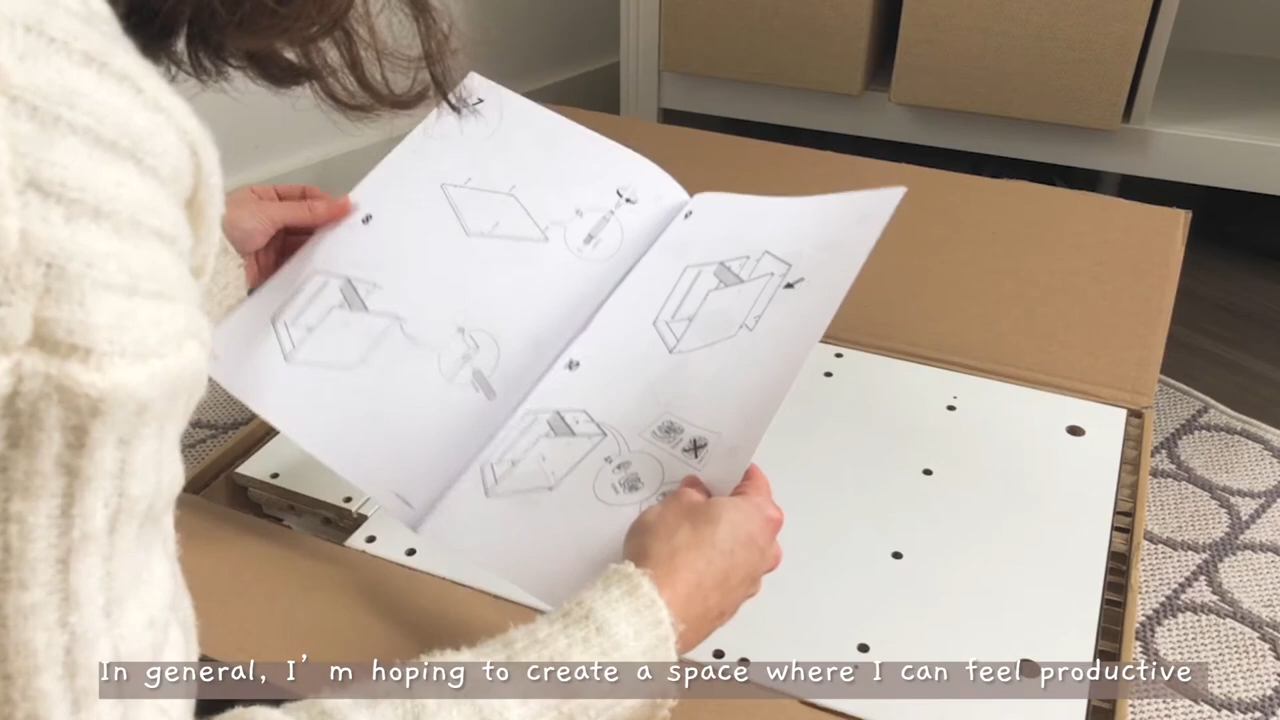 In general, I'm hoping to create a space where I can feel productive